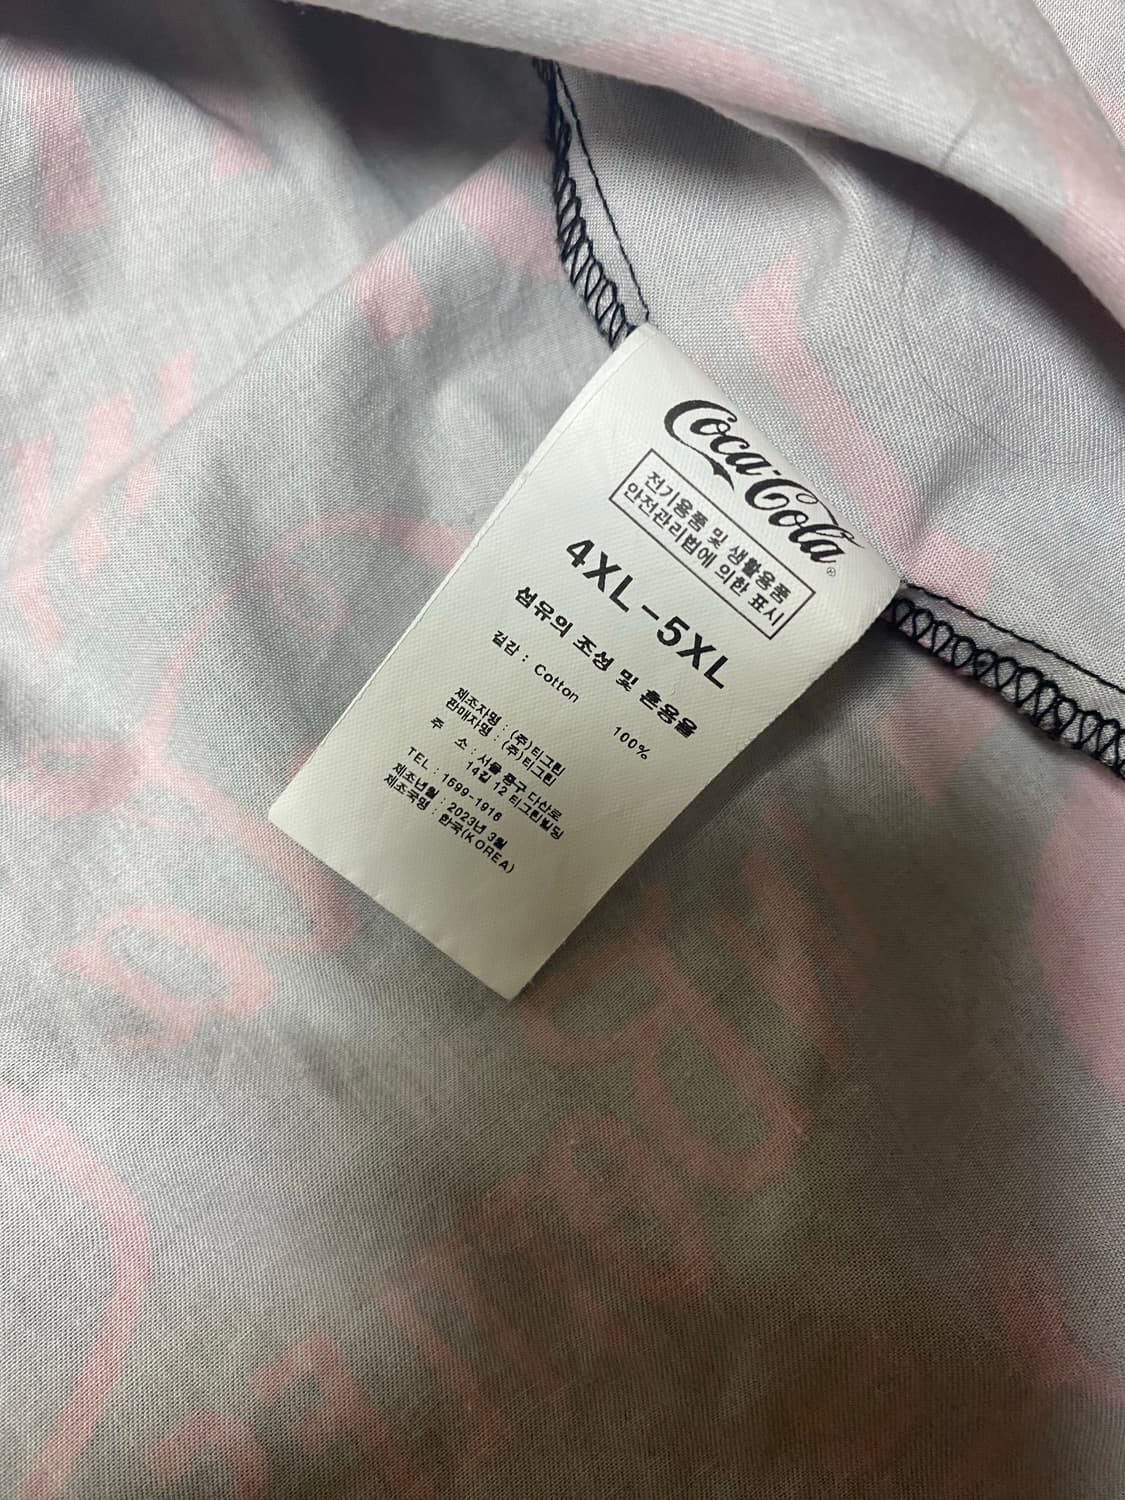 Coca-Cola®
전기용품 및 생활용품
안전관리법에 의한 표시
4XL-5XL
섬유의 조성 및 혼용율
겉감 : Cotton 100%
제조자명 : (주)티그린
판매자명 : (주)티그린
주 소 : 서울 중구 다산로
14길 12 티그린빌딩
TEL : 1599-1916
제조년월 : 2023년 3월
제조국명 : 한국(KOREA)